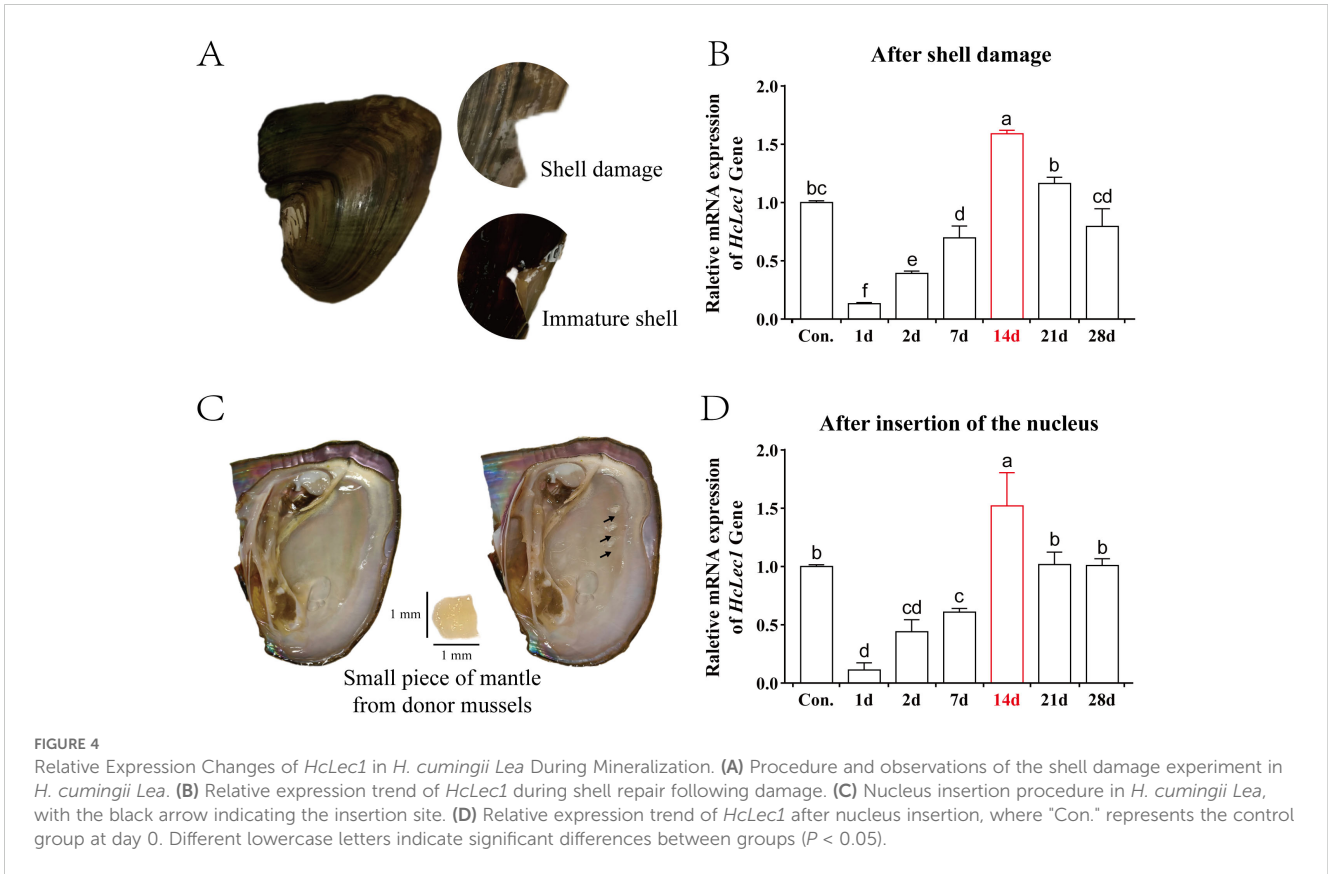 A
Shell damage
Immature shell
B
After shell damage
Raletive mRNA expression
of HcLec1 Gene
2.0
1.5
1.0
0.5
0.0
bc
f
e
d
a
b
cd
Con. 1d 2d 7d 14d 21d 28d
C
1 mm
1 mm
Small piece of mantle
from donor mussels
D
After insertion of the nucleus
Raletive mRNA expression
of HcLec1 Gene
2.0
1.5
1.0
0.5
0.0
b
d
cd
c
a
b
b
Con. 1d 2d 7d 14d 21d 28d
FIGURE 4
Relative Expression Changes of HcLec1 in H. cumingii Lea During Mineralization. (A) Procedure and observations of the shell damage experiment in
H. cumingii Lea. (B) Relative expression trend of HcLec1 during shell repair following damage. (C) Nucleus insertion procedure in H. cumingii Lea,
with the black arrow indicating the insertion site. (D) Relative expression trend of HcLec1 after nucleus insertion, where "Con." represents the control
group at day 0. Different lowercase letters indicate significant differences between groups (P < 0.05).